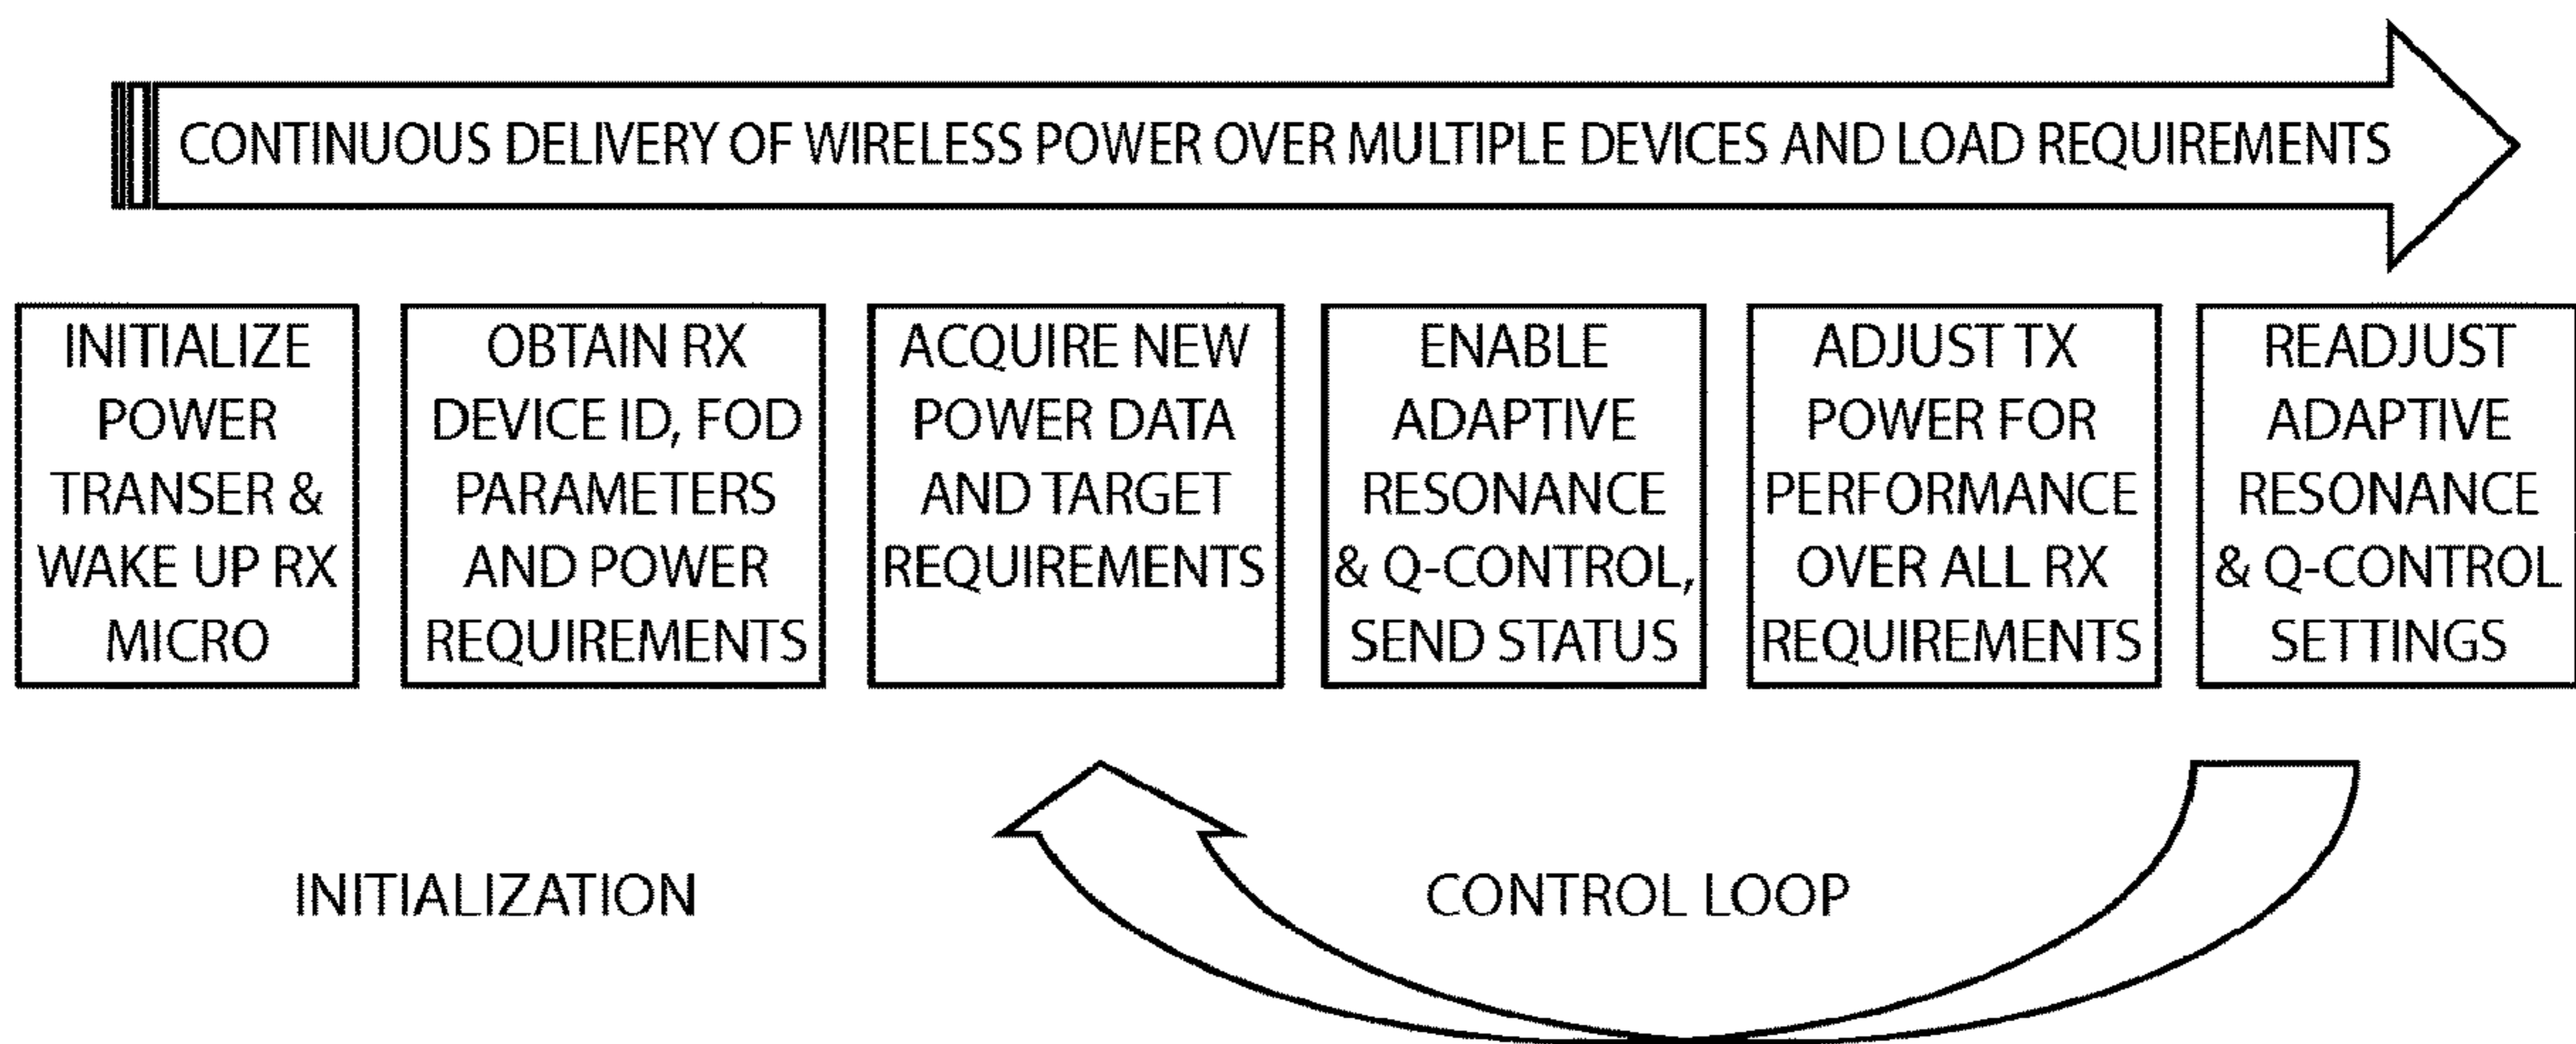 CONTINUOUS DELIVERY OF WIRELESS POWER OVER MULTIPLE DEVICES AND LOAD REQUIREMENTS
INITIALIZE
POWER
TRANSER &
WAKE UP RX
MICRO
OBTAIN RX
DEVICE ID, FOD
PARAMETERS
AND POWER
REQUIREMENTS
ACQUIRE NEW
POWER DATA
AND TARGET
REQUIREMENTS
ENABLE
ADAPTIVE
RESONANCE
& Q-CONTROL,
SEND STATUS
ADJUST TX
POWER FOR
PERFORMANCE
OVER ALL RX
REQUIREMENTS
READJUST
ADAPTIVE
RESONANCE
& Q-CONTROL
SETTINGS
INITIALIZATION
CONTROL LOOP